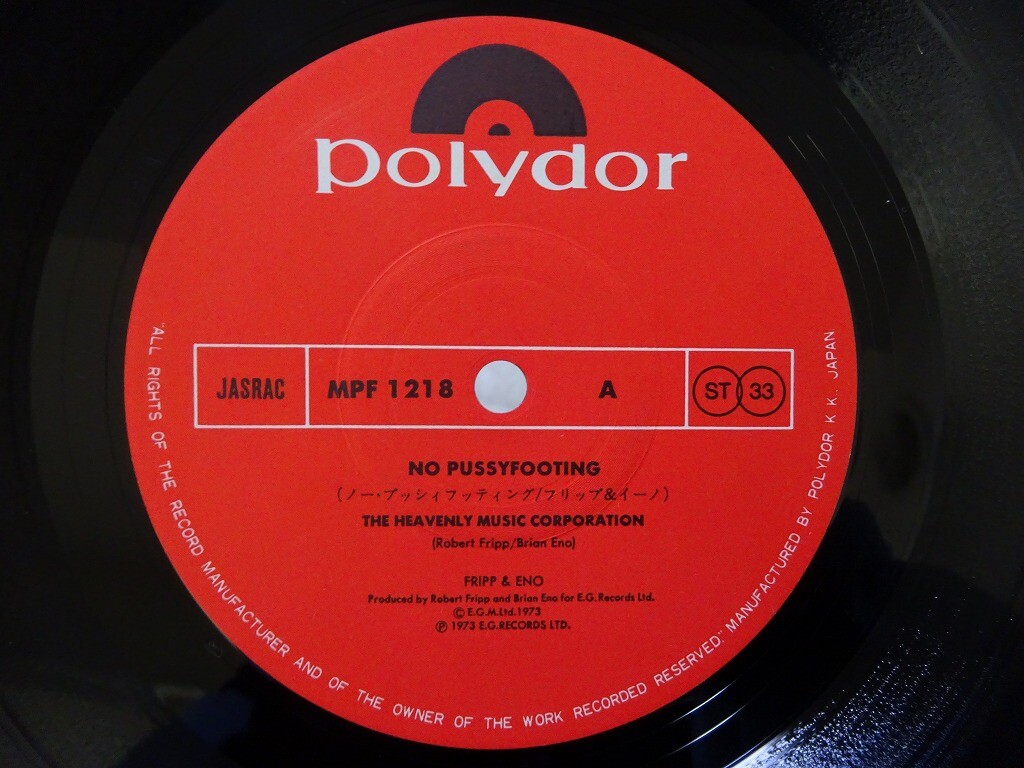 polydor
JASRAC
MPF 1218
A
ST 33
NO PUSSYFOOTING
(ノー・プッシィフッティング/フリップ&イーノ)
THE HEAVENLY MUSIC CORPORATION
(Robert Fripp/Brian Eno)
FRIPP & ENO
Produced by Robert Fripp and Brian Eno for E.G.Records Ltd.
© E.G.M.Ltd.1973
℗ 1973 E.G.RECORDS LTD.
"ALL RIGHTS OF THE RECORD MANUFACTURER AND OF THE OWNER OF THE WORK RECORDED RESERVED." MANUFACTURED BY POLYDOR K K., JAPAN